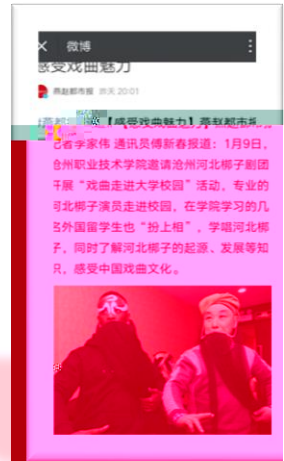 微博
感受戏曲魅力
燕赵都市报 昨天 20:01
【感受戏曲魅力】燕赵都市报
记者李家伟 通讯员傅新春报道：1月9日，
沧州职业技术学院邀请沧州河北梆子剧团
开展“戏曲走进大学校园”活动，专业的
河北梆子演员走进校园，在学院学习的几
名外国留学生也“扮上相”，学唱河北梆
子，同时了解河北梆子的起源、发展等知
识，感受中国戏曲文化。